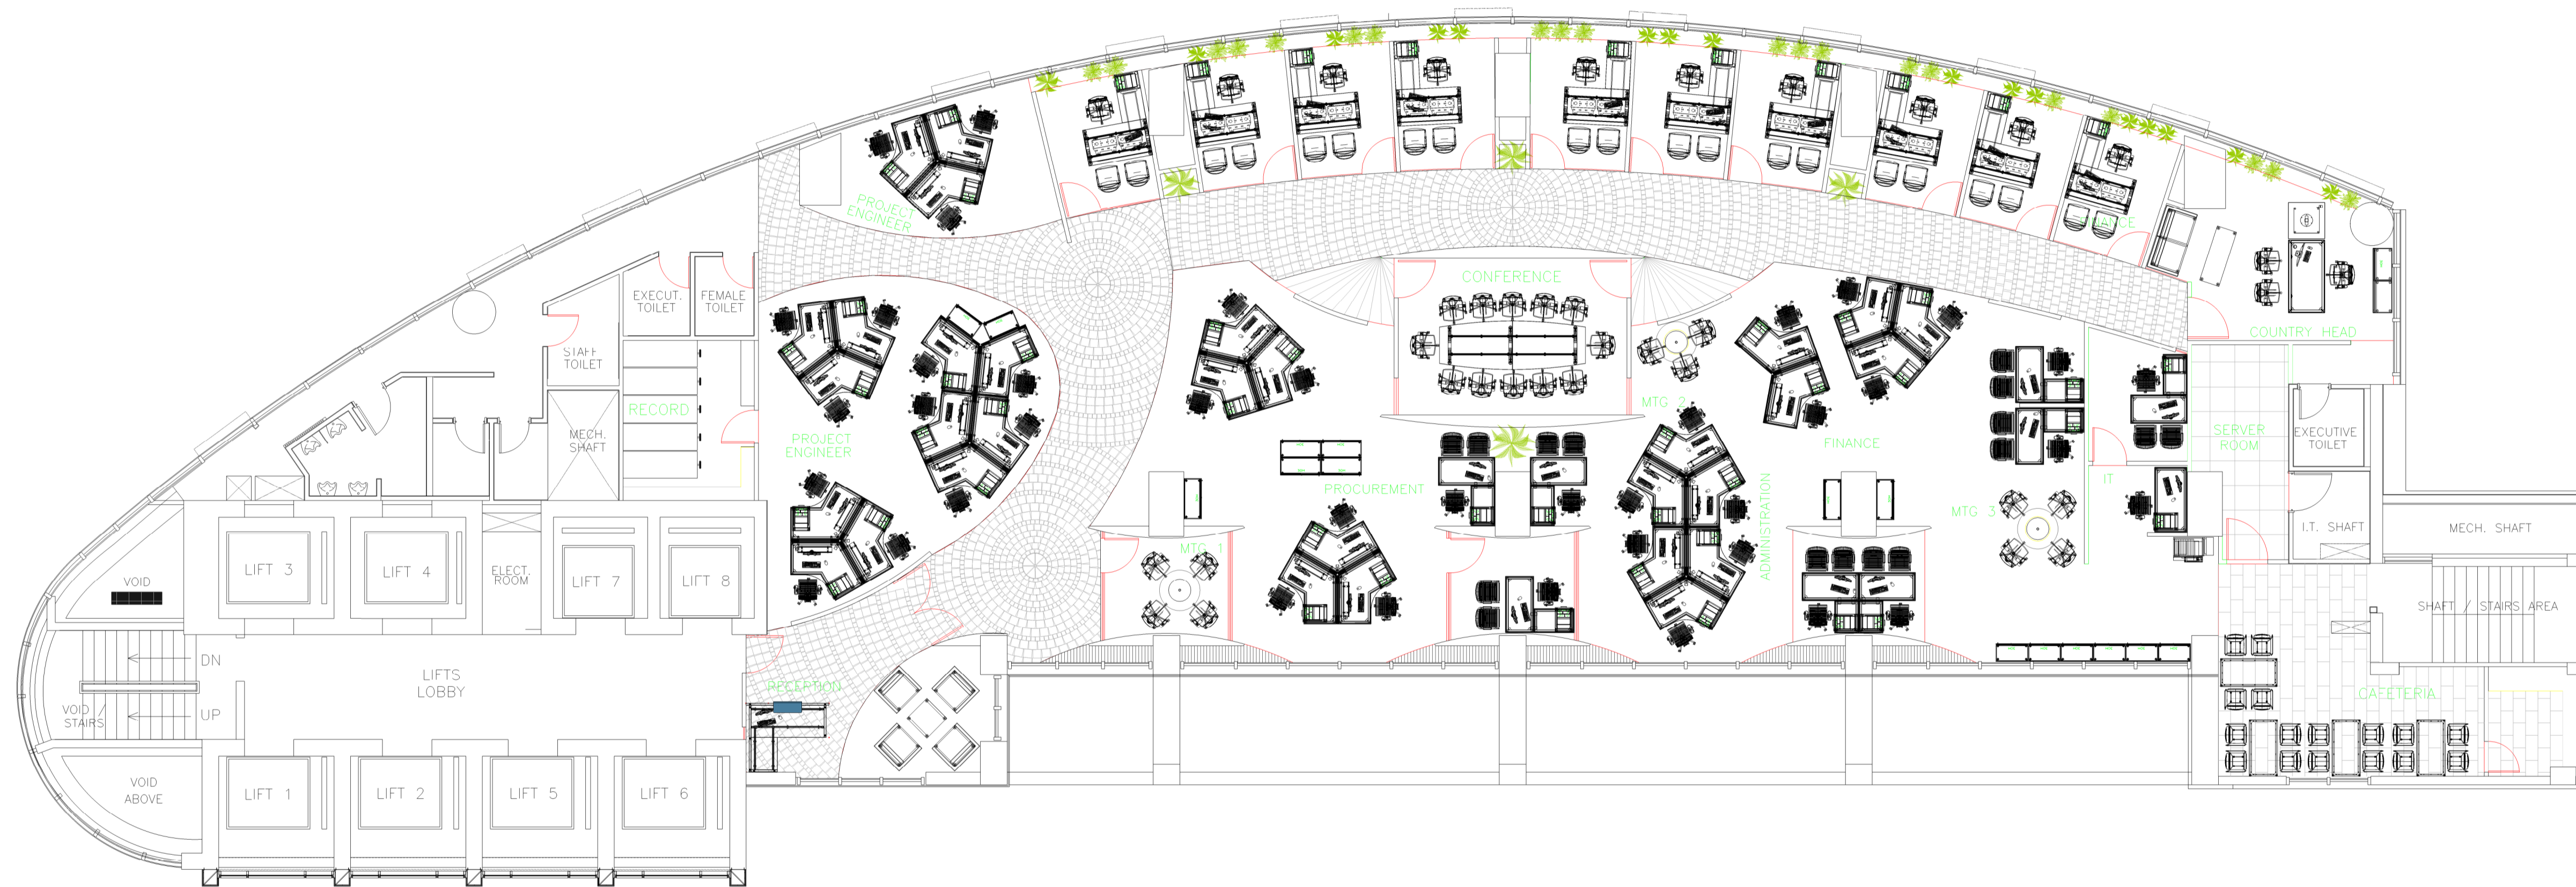 PROJECT
ENGINEER
FINANCE
CONFERENCE
COUNTRY HEAD
EXECUT.
TOILET
FEMALE
TOILET
STAFF
TOILET
RECORD
MECH.
SHAFT
PROJECT
ENGINEER
MTG 2
FINANCE
SERVER
ROOM
EXECUTIVE
TOILET
PROCUREMENT
ADMINISTRATION
IT
MTG 3
I.T. SHAFT
MECH. SHAFT
MTG 1
LIFT 3
LIFT 4
ELECT.
ROOM
LIFT 7
LIFT 8
VOID
SHAFT / STAIRS AREA
DN
LIFTS
LOBBY
RECEPTION
CAFETERIA
VOID /
STAIRS
UP
VOID
ABOVE
LIFT 1
LIFT 2
LIFT 5
LIFT 6